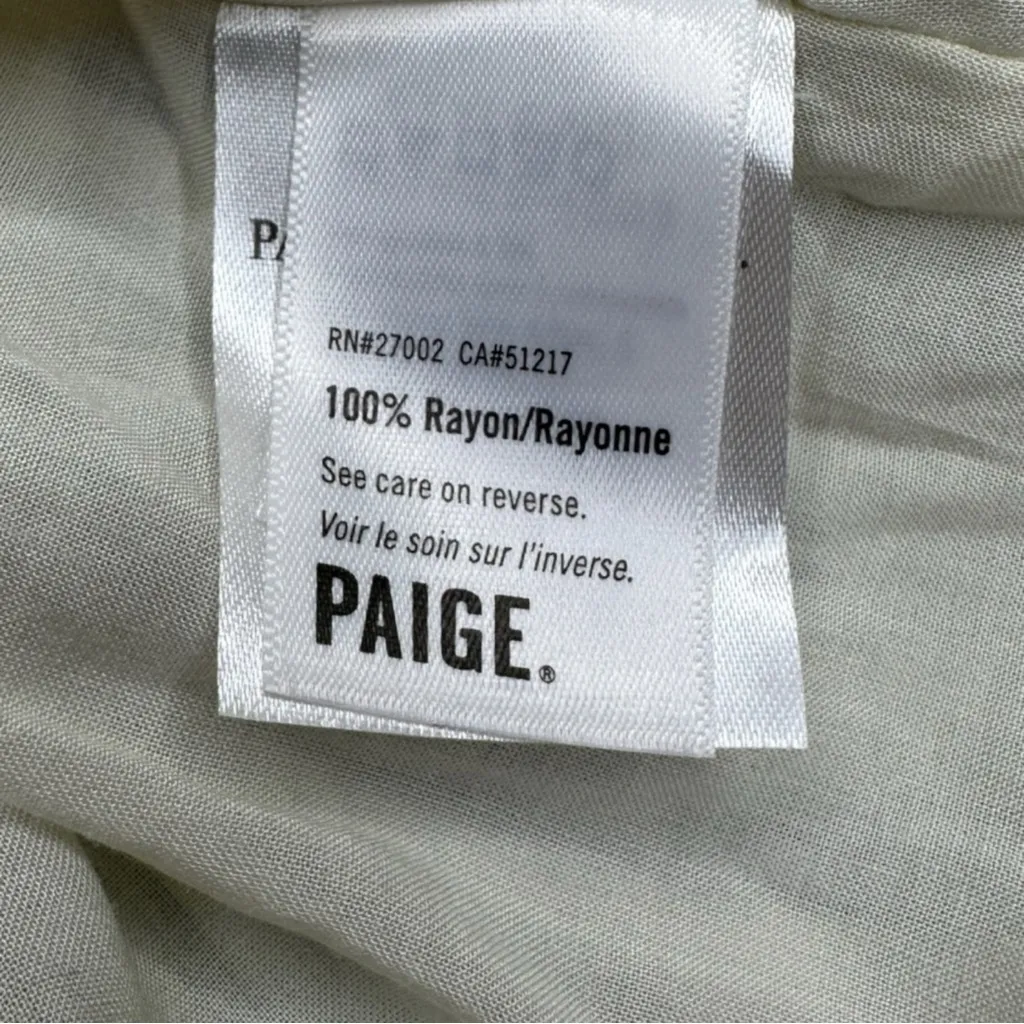 RN#27002 CA#51217
100% Rayon/Rayonne
See care on reverse.
Voir le soin sur l'inverse.
PAIGE®